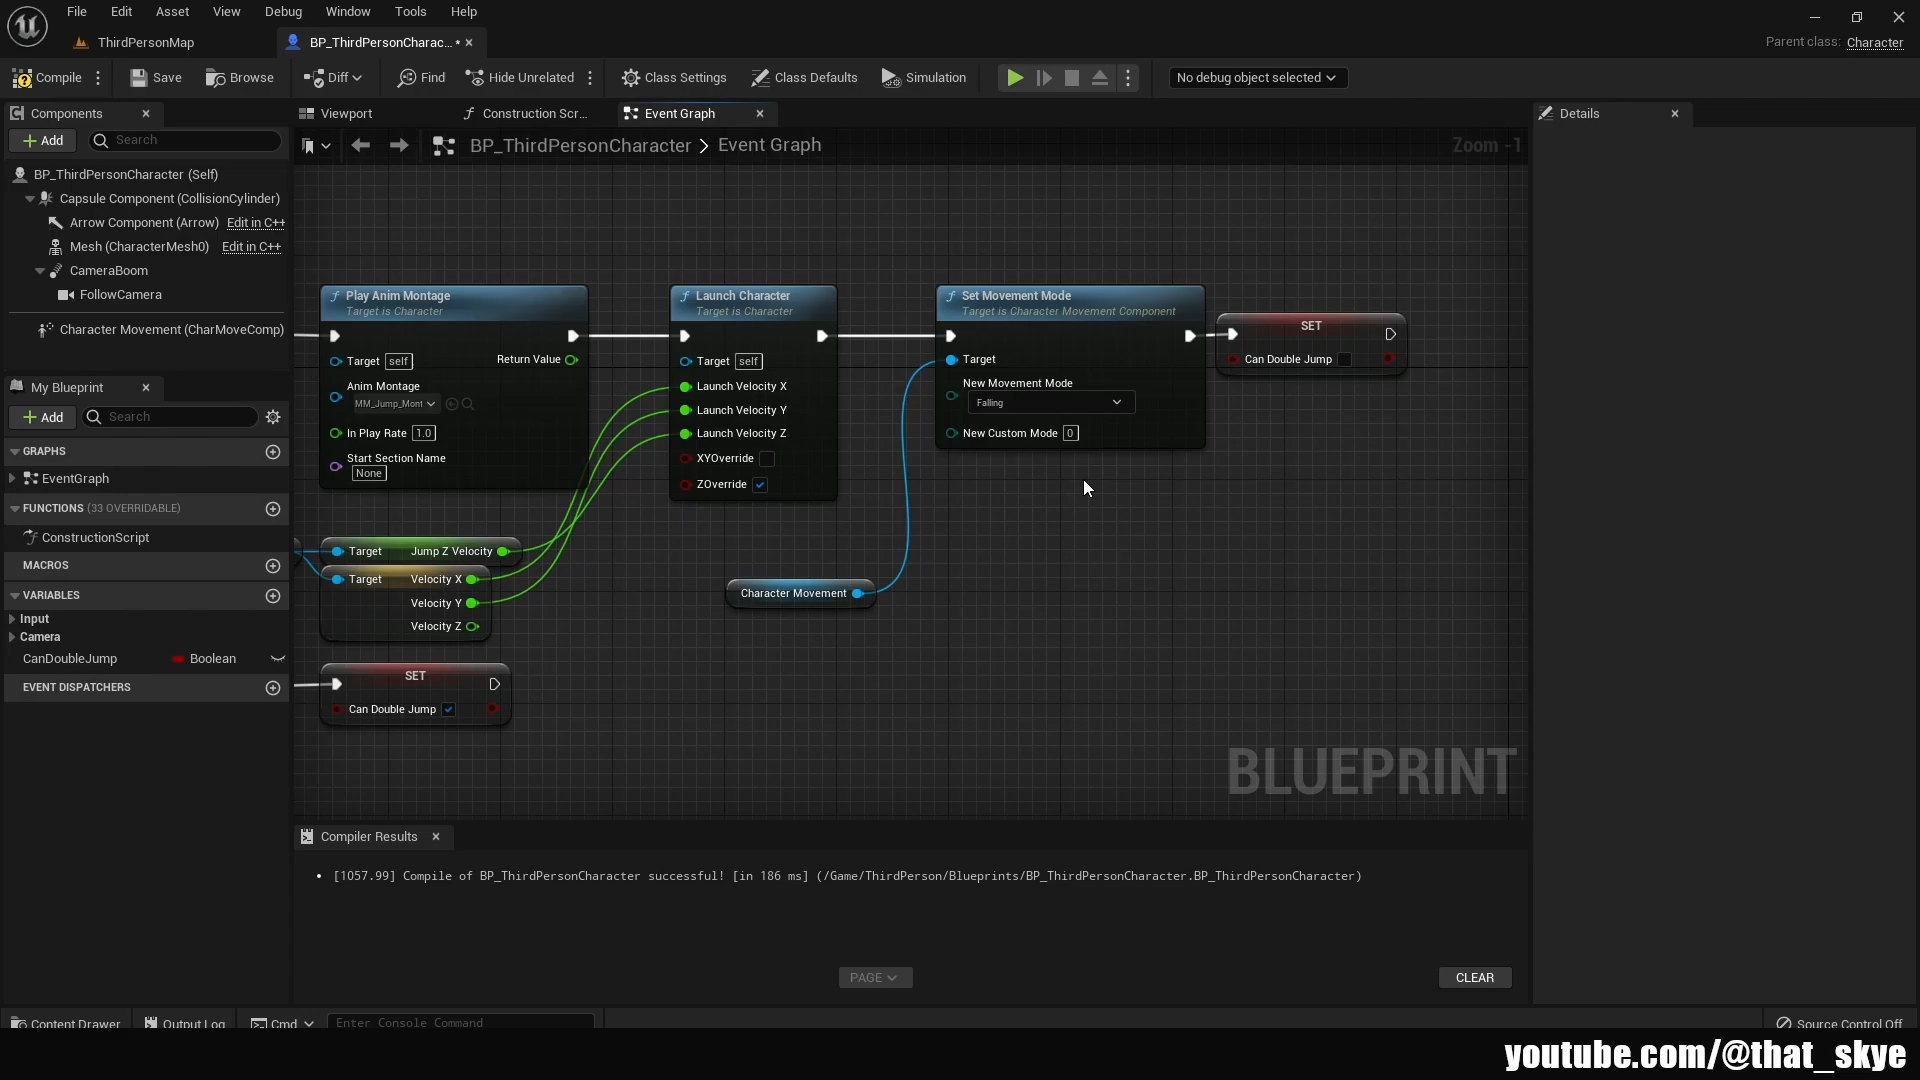 File Edit Asset View Debug Window Tools Help
ThirdPersonMap
BP_ThirdPersonCharac... *
Parent class: Character
Compile Save Browse Diff Find Hide Unrelated Class Settings Class Defaults Simulation No debug object selected
Components
Add Search
BP_ThirdPersonCharacter (Self)
Capsule Component (CollisionCylinder)
Arrow Component (Arrow) Edit in C++
Mesh (CharacterMesh0) Edit in C++
CameraBoom
FollowCamera
Character Movement (CharMoveComp)
My Blueprint
Add Search
GRAPHS
EventGraph
FUNCTIONS (33 OVERRIDABLE)
ConstructionScript
MACROS
VARIABLES
Input
Camera
CanDoubleJump Boolean
EVENT DISPATCHERS
Viewport Construction Scr... Event Graph
BP_ThirdPersonCharacter > Event Graph
Zoom -1
Play Anim Montage
Target is Character
Target self
Return Value
Anim Montage
MM_Jump_Mont
In Play Rate 1.0
Start Section Name
None
Launch Character
Target is Character
Target self
Launch Velocity X
Launch Velocity Y
Launch Velocity Z
XYOverride
ZOverride
Set Movement Mode
Target is Character Movement Component
Target
New Movement Mode
Falling
New Custom Mode 0
SET
Can Double Jump
Target Jump Z Velocity
Target Velocity X
Velocity Y
Velocity Z
Character Movement
SET
Can Double Jump
BLUEPRINT
Details
Compiler Results
[1057.99] Compile of BP_ThirdPersonCharacter successful! [in 186 ms] (/Game/ThirdPerson/Blueprints/BP_ThirdPersonCharacter.BP_ThirdPersonCharacter)
PAGE
CLEAR
Content Drawer Output Log Cmd Enter Console Command Source Control Off
youtube.com/@that_skye